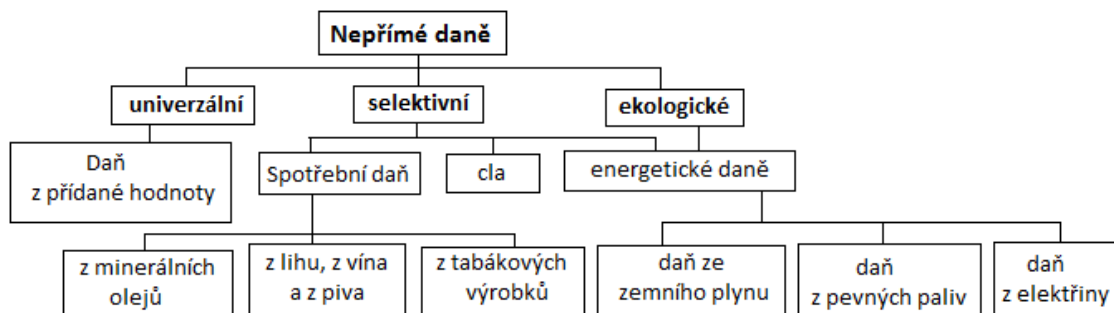 Nepřímé daně
univerzální
selektivní
ekologické
Daň
z přídané hodnoty
Spotřební daň
cla
energetické daně
z minerálních
olejů
z lihu, z vína
a z piva
z tabákových
výrobků
daň ze
zemního plynu
daň
z pevných paliv
daň
z elektřiny